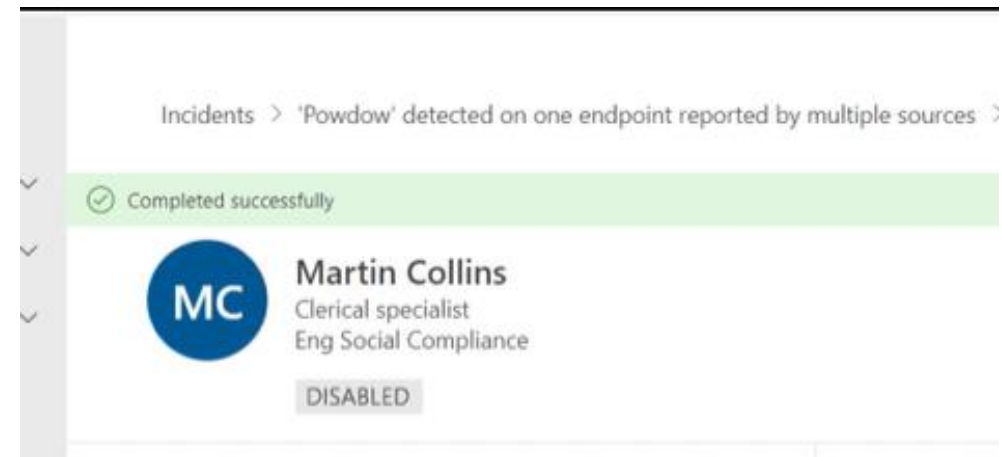 Incidents > 'Powdow' detected on one endpoint reported by multiple sources >
Completed successfully
MC
Martin Collins
Clerical specialist
Eng Social Compliance
DISABLED